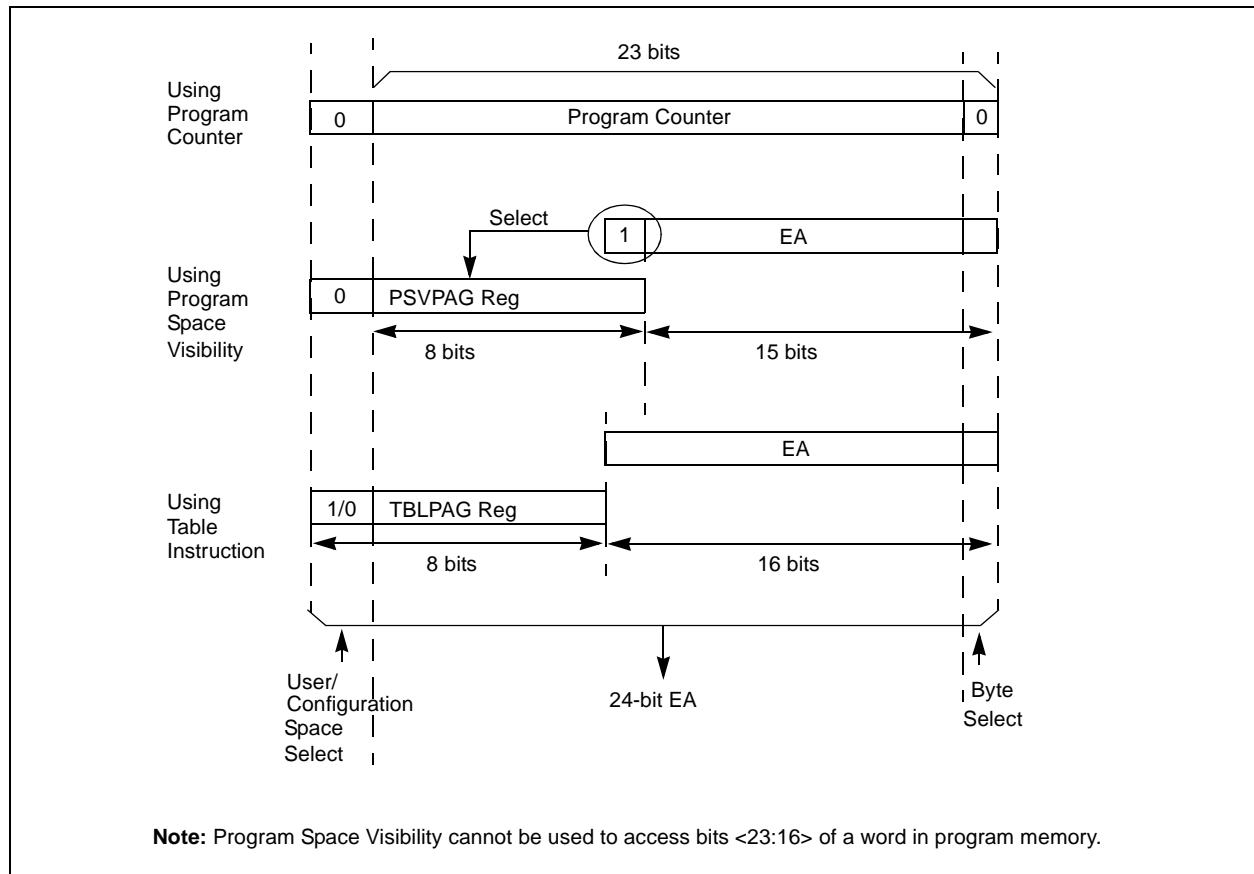 23 bits
Using
Program
Counter
0
Program Counter
0
Select
1
EA
Using
Program
Space
Visibility
0
PSVPAG Reg
8 bits
15 bits
EA
Using
Table
Instruction
1/0
TBLPAG Reg
8 bits
16 bits
User/
Configuration
Space
Select
24-bit EA
Byte
Select
Note: Program Space Visibility cannot be used to access bits <23:16> of a word in program memory.